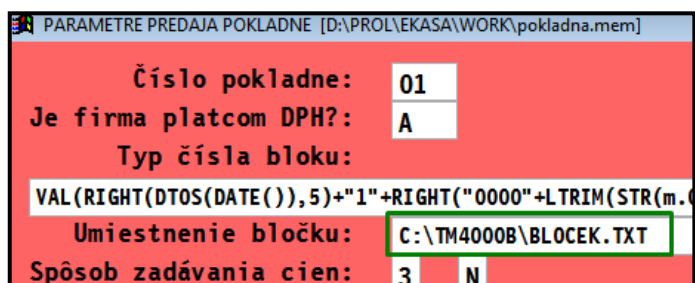 PARAMETRE PREDAJA POKLADNE [D:\PROL\EKASA\WORK\pokladna.mem]
Číslo pokladne: 01
Je firma platcom DPH?: A
Typ čísla bloku:
VAL(RIGHT(DTOS(DATE()),5)+"1"+RIGHT("0000"+LTRIM(STR(m.
Umiestnenie bločku: C:\TM4000B\BLOCEK.TXT
Spôsob zadávania cien: 3 N